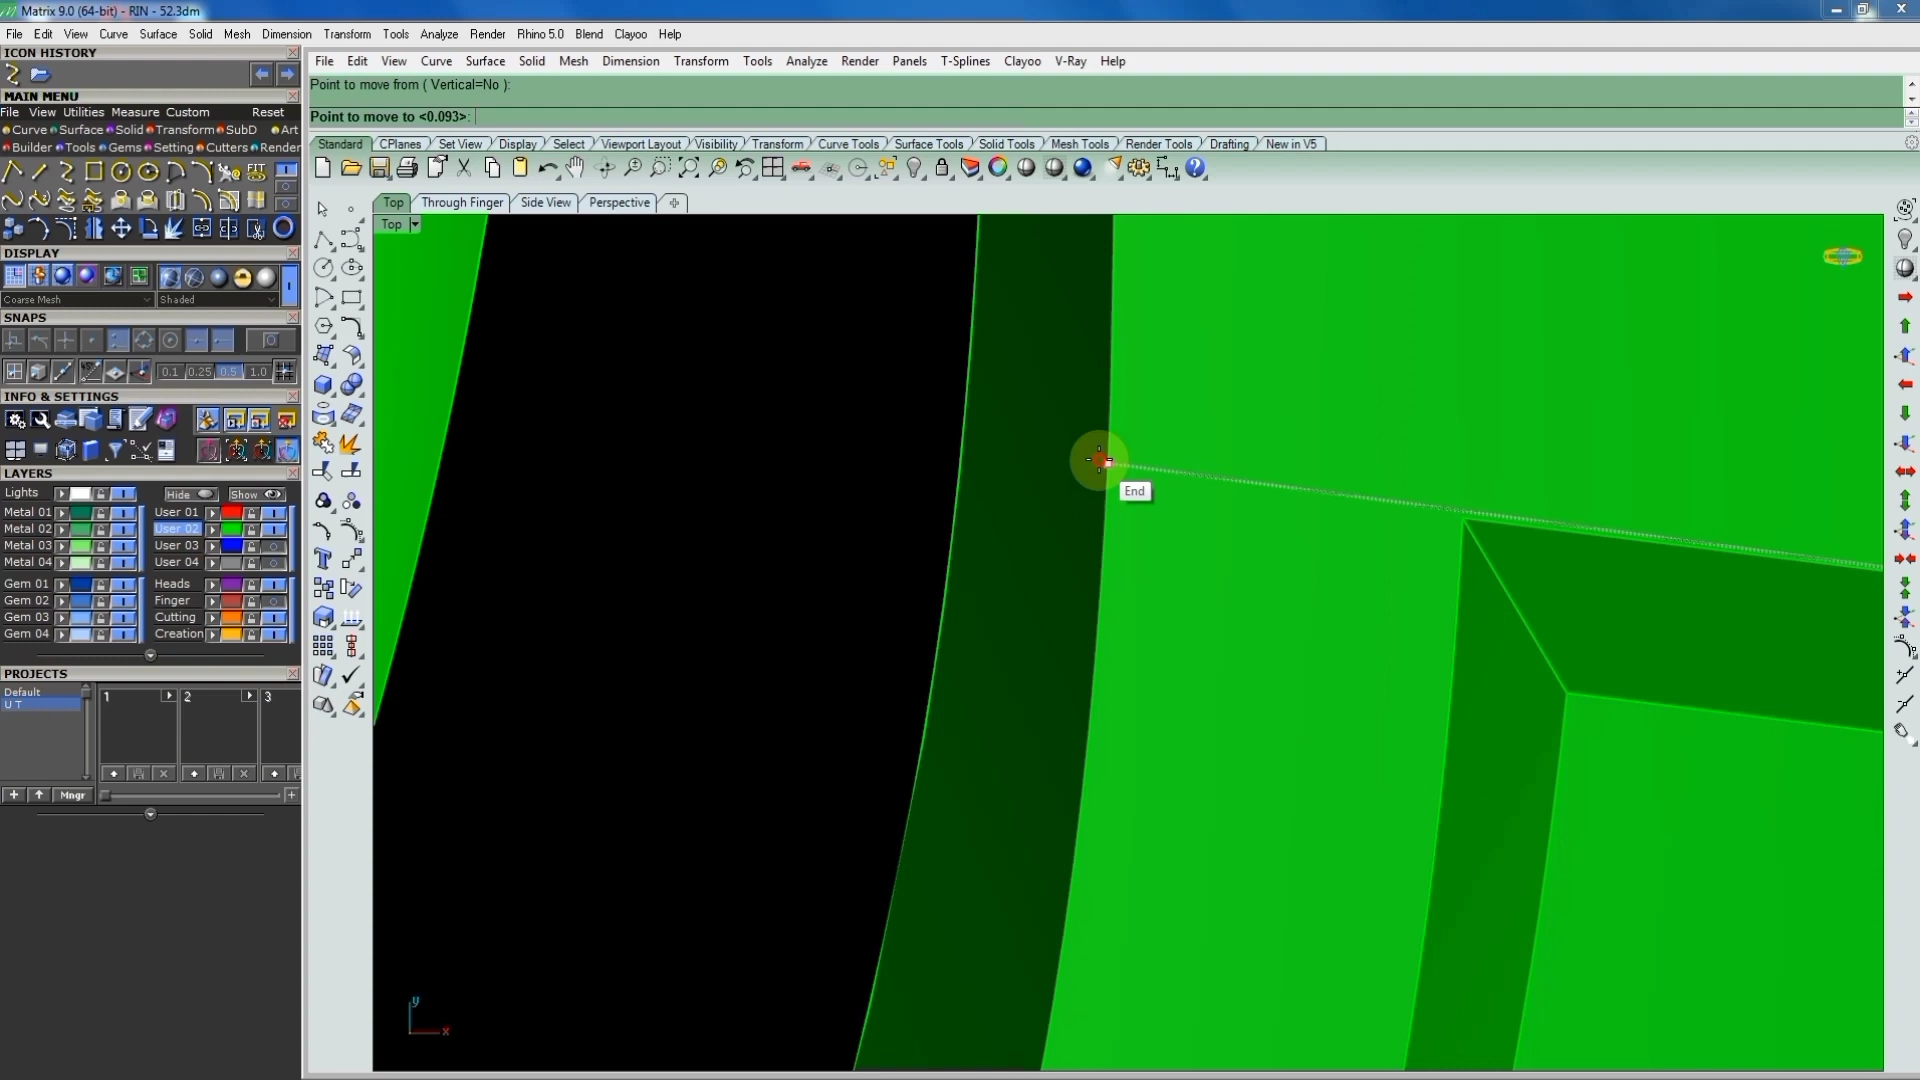 Matrix 9.0 (64-bit) - RIN - 52.3dm
File Edit View Curve Surface Solid Mesh Dimension Transform Tools Analyze Render Rhino 5.0 Blend Clayoo Help
ICON HISTORY
MAIN MENU
File View Utilities Measure Custom Reset
Curve Surface Solid Transform SubD Art
Builder Tools Gems Setting Cutters Render
FIT
DISPLAY
Coarse Mesh Shaded
SNAPS
0.1 0.25 0.5 1.0
INFO & SETTINGS
LAYERS
Lights Hide Show
Metal 01 User 01
Metal 02 User 02
Metal 03 User 03
Metal 04 User 04
Gem 01 Heads
Gem 02 Finger
Gem 03 Cutting
Gem 04 Creation
PROJECTS
Default
U T
1 2 3
Mngr
File Edit View Curve Surface Solid Mesh Dimension Transform Tools Analyze Render Panels T-Splines Clayoo V-Ray Help
Point to move from ( Vertical=No ):
Point to move to <0.093>:
Standard CPlanes Set View Display Select Viewport Layout Visibility Transform Curve Tools Surface Tools Solid Tools Mesh Tools Render Tools Drafting New in V5
Top Through Finger Side View Perspective
Top
End
y
x